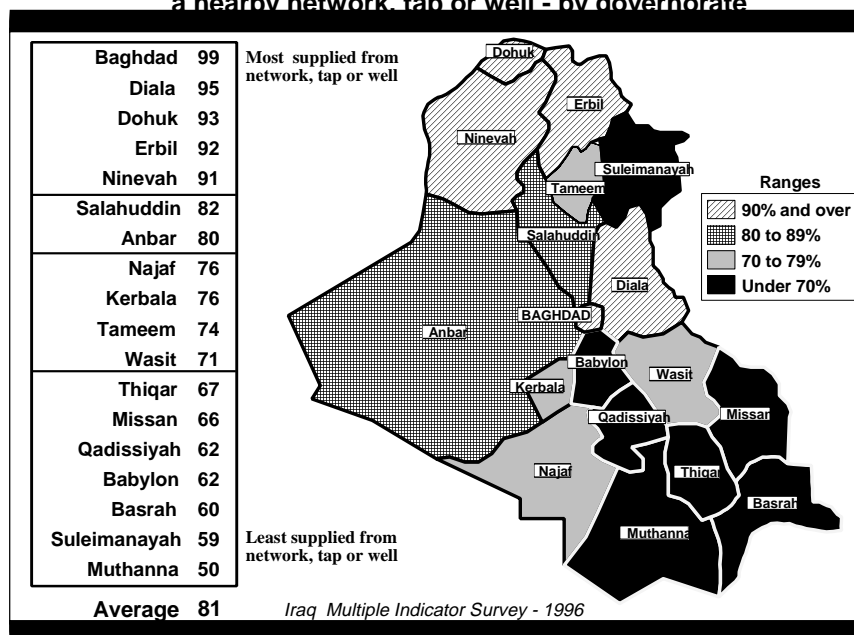 a nearby network, tap or well - by governorate
Baghdad 99
Diala 95
Dohuk 93
Erbil 92
Ninevah 91
Salahuddin 82
Anbar 80
Najaf 76
Kerbala 76
Tameem 74
Wasit 71
Thiqar 67
Missan 66
Qadissiyah 62
Babylon 62
Basrah 60
Suleimanayah 59
Muthanna 50
Average 81
Most supplied from
network, tap or well
Least supplied from
network, tap or well
Dohuk
Erbil
Ninevah
Suleimanayah
Tameem
Salahuddin
Diala
BAGHDAD
Anbar
Babylon
Wasit
Kerbala
Qadissiyah
Missan
Najaf
Thiqar
Basrah
Muthanna
Ranges
90% and over
80 to 89%
70 to 79%
Under 70%
Iraq Multiple Indicator Survey - 1996